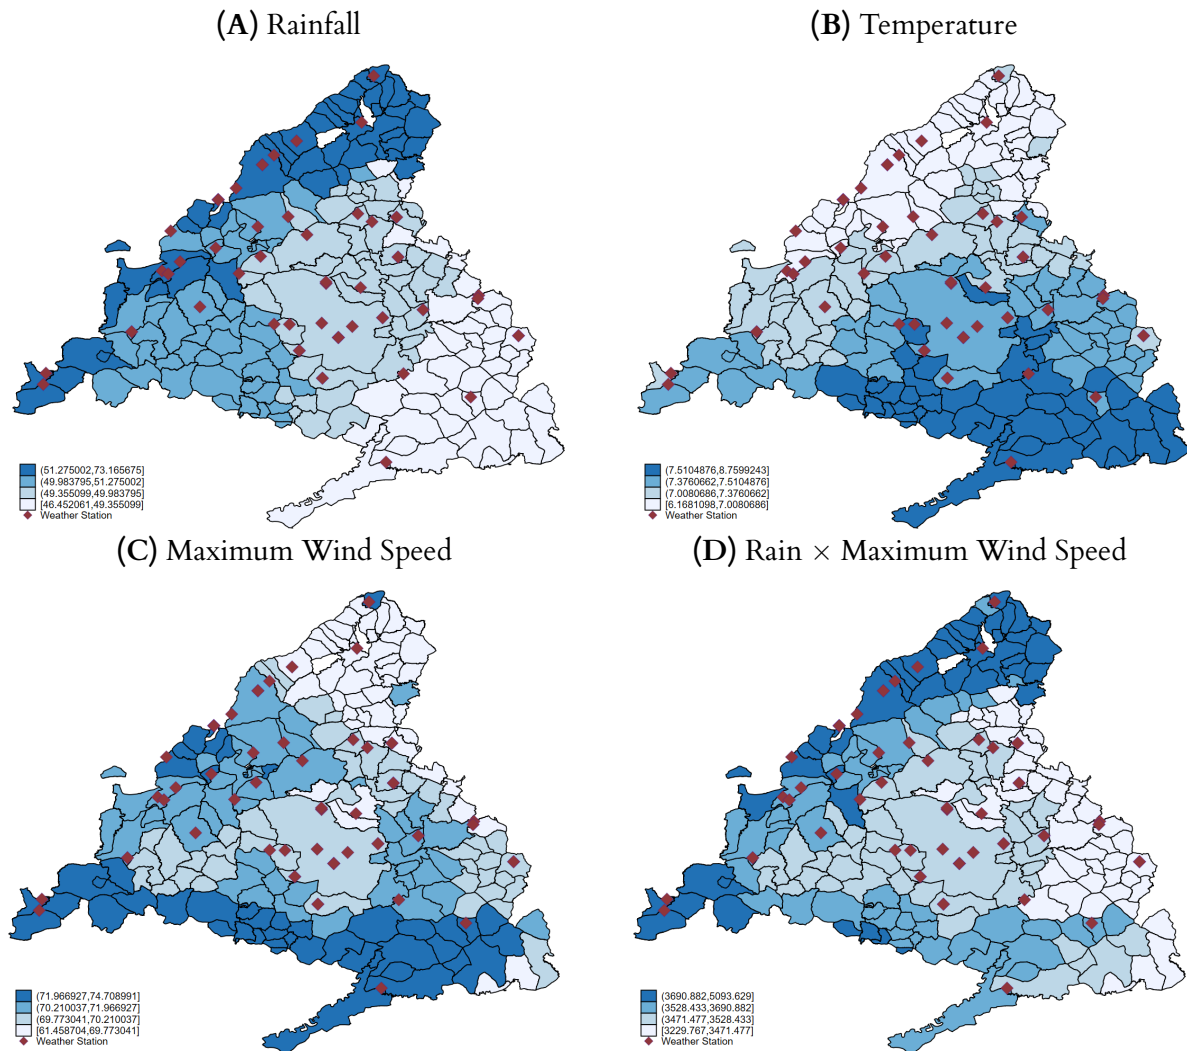 (A) Rainfall
(B) Temperature
(51.275002,73.165675]
(49.983795,51.275002]
(49.355099,49.983795]
[46.452061,49.355099]
Weather Station
(7.5104876,8.7599243]
(7.3760662,7.5104876]
(7.0080686,7.3760662]
[6.1681098,7.0080686]
Weather Station
(C) Maximum Wind Speed
(D) Rain × Maximum Wind Speed
(71.966927,74.708991]
(70.210037,71.966927]
(69.773041,70.210037]
[61.458704,69.773041]
Weather Station
(3690.882,5093.629]
(3528.433,3690.882]
(3471.477,3528.433]
[3229.767,3471.477]
Weather Station